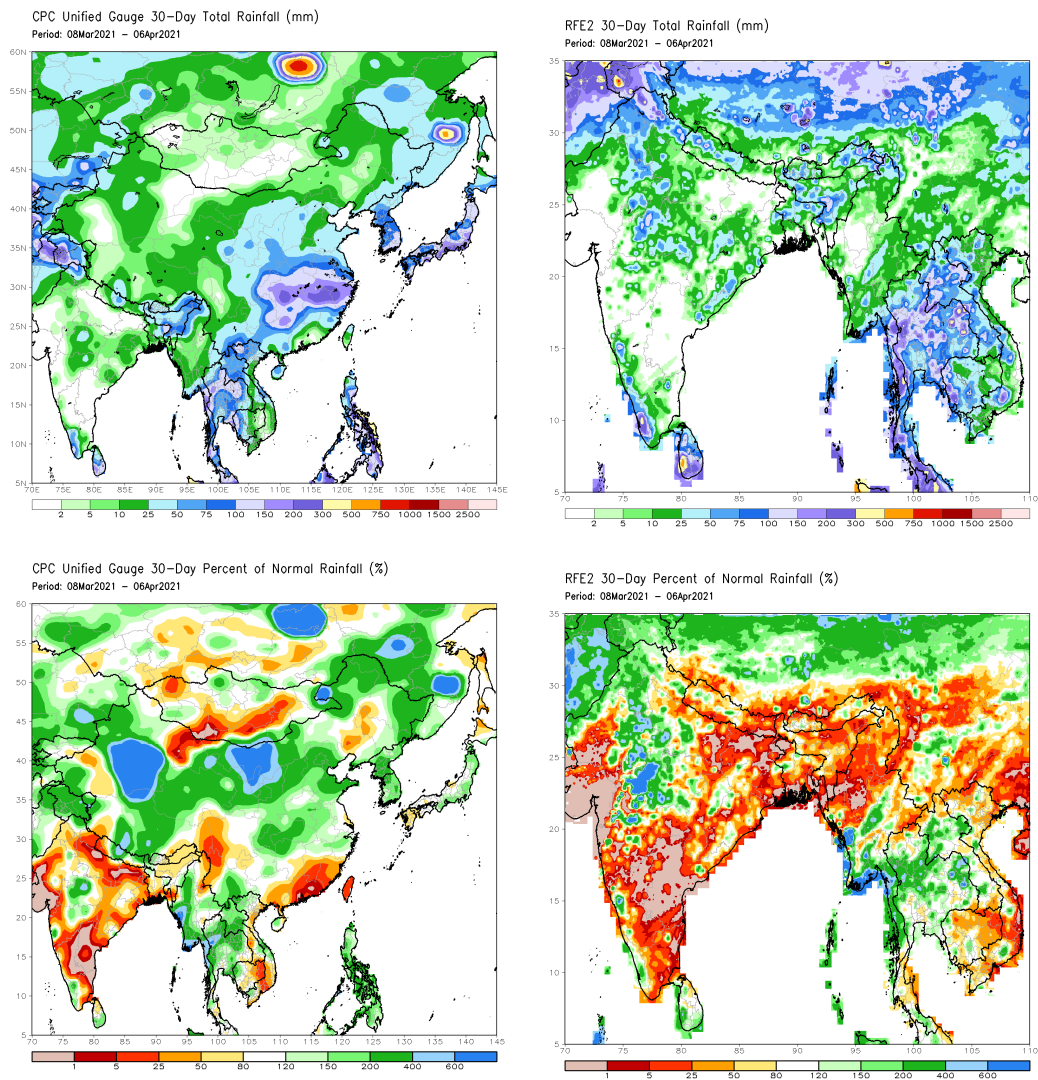 CPC Unified Gauge 30-Day Total Rainfall (mm)
Period: 08Mar2021 - 06Apr2021
60N
55N
50N
45N
40N
35N
30N
25N
20N
15N
10N
5N
70E 75E 80E 85E 90E 95E 100E 105E 110E 115E 120E 125E 130E 135E 140E 145E
2 5 10 25 50 75 100 150 200 300 500 750 1000 1500 2500
RFE2 30-Day Total Rainfall (mm)
Period: 08Mar2021 - 06Apr2021
35
30
25
20
15
10
5
70 75 80 85 90 95 100 105 110
2 5 10 25 50 75 100 150 200 300 500 750 1000 1500 2500
CPC Unified Gauge 30-Day Percent of Normal Rainfall (%)
Period: 08Mar2021 - 06Apr2021
60
55
50
45
40
35
30
25
20
15
10
5
70 75 80 85 90 95 100 105 110 115 120 125 130 135 140 145
1 5 25 50 80 120 150 200 400 600
RFE2 30-Day Percent of Normal Rainfall (%)
Period: 08Mar2021 - 06Apr2021
35
30
25
20
15
10
5
70 75 80 85 90 95 100 105 110
1 5 25 50 80 120 150 200 400 600